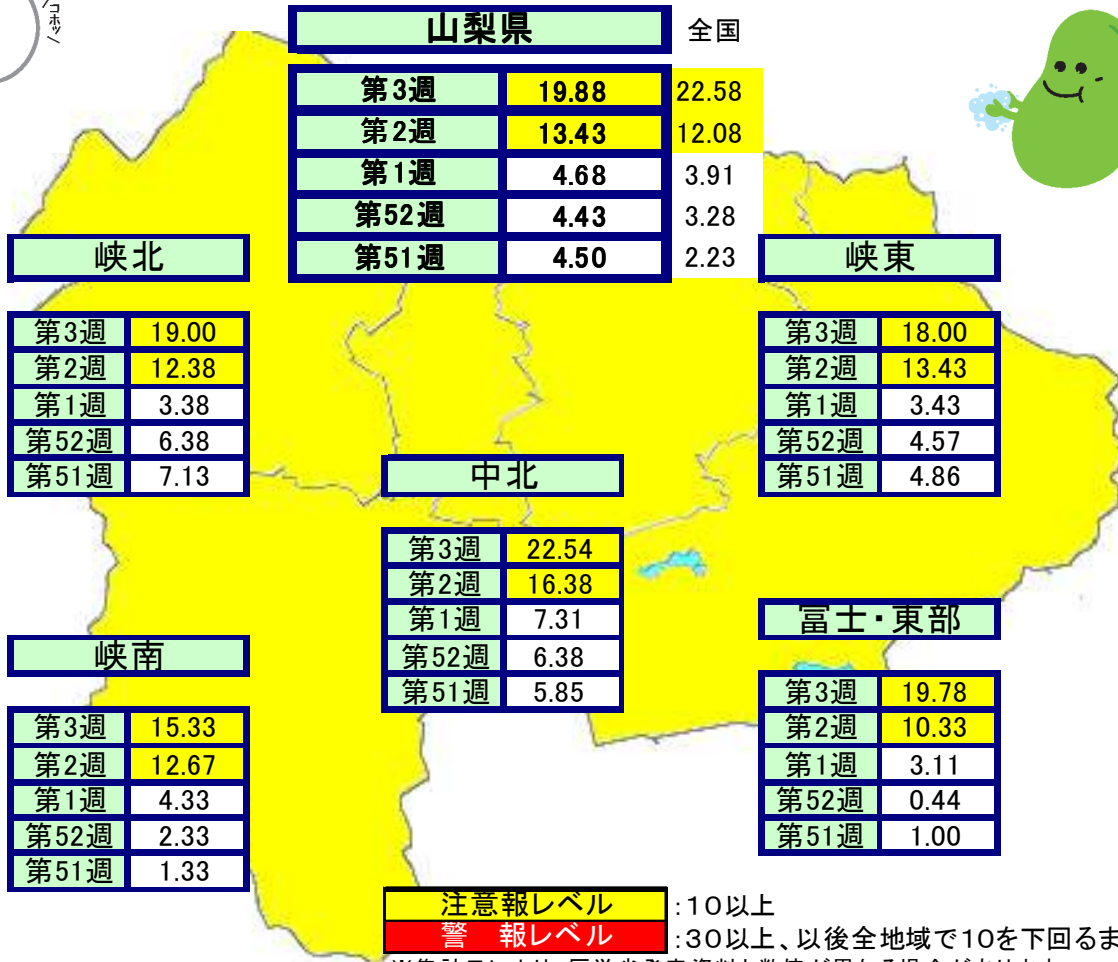 コホッ
山梨県 全国
第3週 19.88 22.58
第2週 13.43 12.08
第1週 4.68 3.91
第52週 4.43 3.28
第51週 4.50 2.23
峡北
第3週 19.00
第2週 12.38
第1週 3.38
第52週 6.38
第51週 7.13
峡東
第3週 18.00
第2週 13.43
第1週 3.43
第52週 4.57
第51週 4.86
中北
第3週 22.54
第2週 16.38
第1週 7.31
第52週 6.38
第51週 5.85
峡南
第3週 15.33
第2週 12.67
第1週 4.33
第52週 2.33
第51週 1.33
冨士・東部
第3週 19.78
第2週 10.33
第1週 3.11
第52週 0.44
第51週 1.00
注意報レベル :10以上
警 報レベル :30以上、以後全地域で10を下回るま